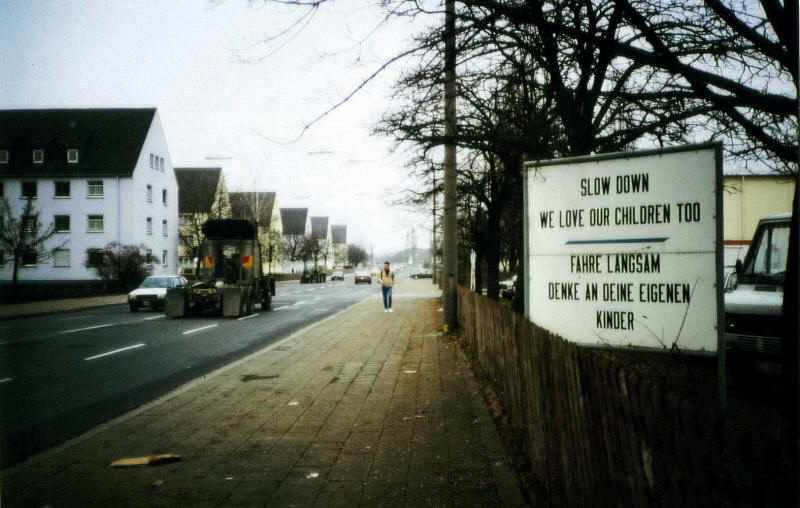 SLOW DOWN
WE LOVE OUR CHILDREN TOO
FAHRE LANGSAM
DENKE AN DEINE EIGENEN
KINDER